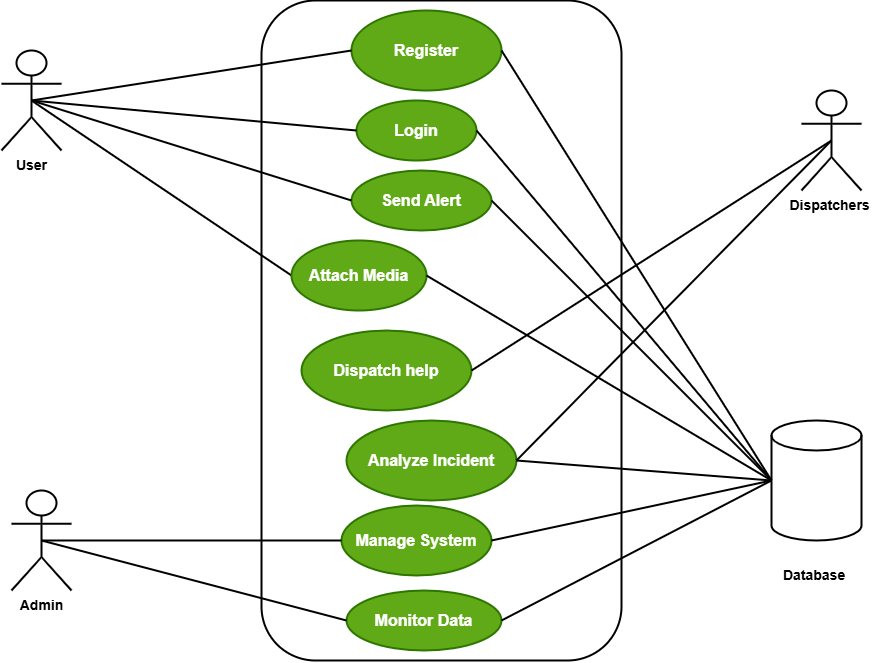 Register
Login
User
Send Alert
Dispatchers
Attach Media
Dispatch help
Analyze Incident
Manage System
Database
Admin
Monitor Data